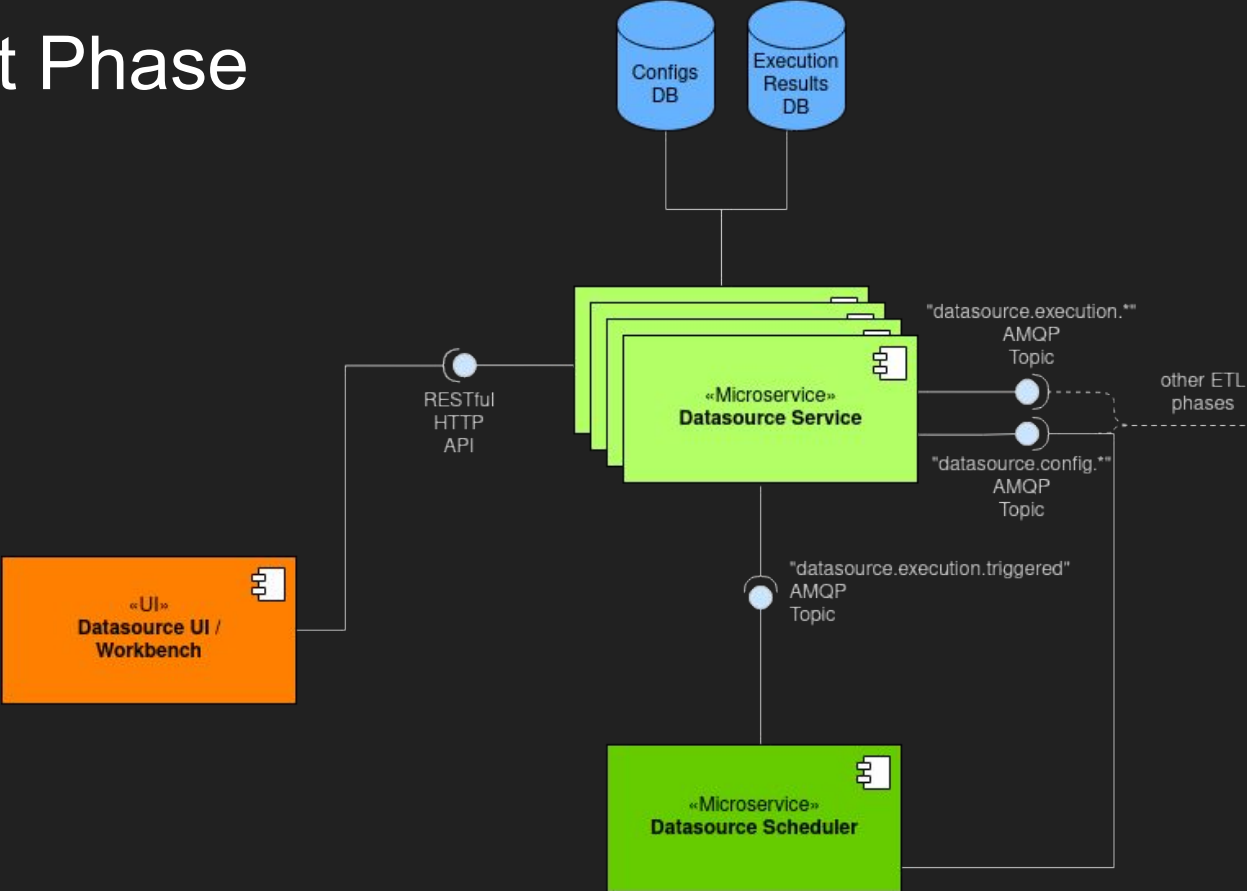 t Phase
Configs
DB
Execution
Results
DB
"datasource.execution.*"
AMQP
Topic
other ETL
phases
RESTful
HTTP
API
«Microservice»
Datasource Service
"datasource.config.*"
AMQP
Topic
"datasource.execution.triggered"
AMQP
Topic
«UI»
Datasource UI /
Workbench
«Microservice»
Datasource Scheduler